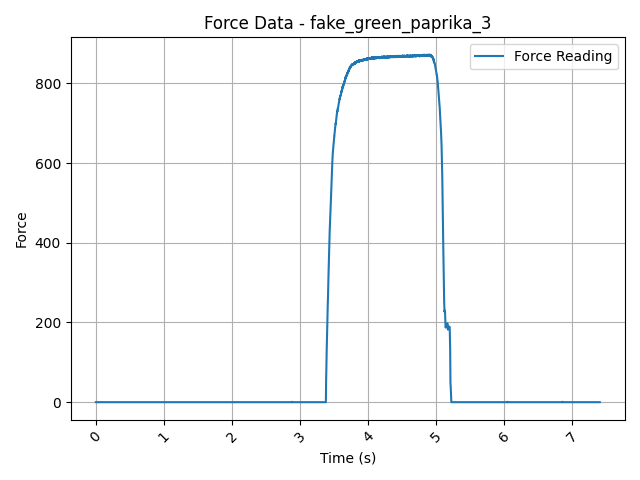 Force Data - fake_green_paprika_3
Force Reading
Force
800
600
400
200
0
0 1 2 3 4 5 6 7
Time (s)